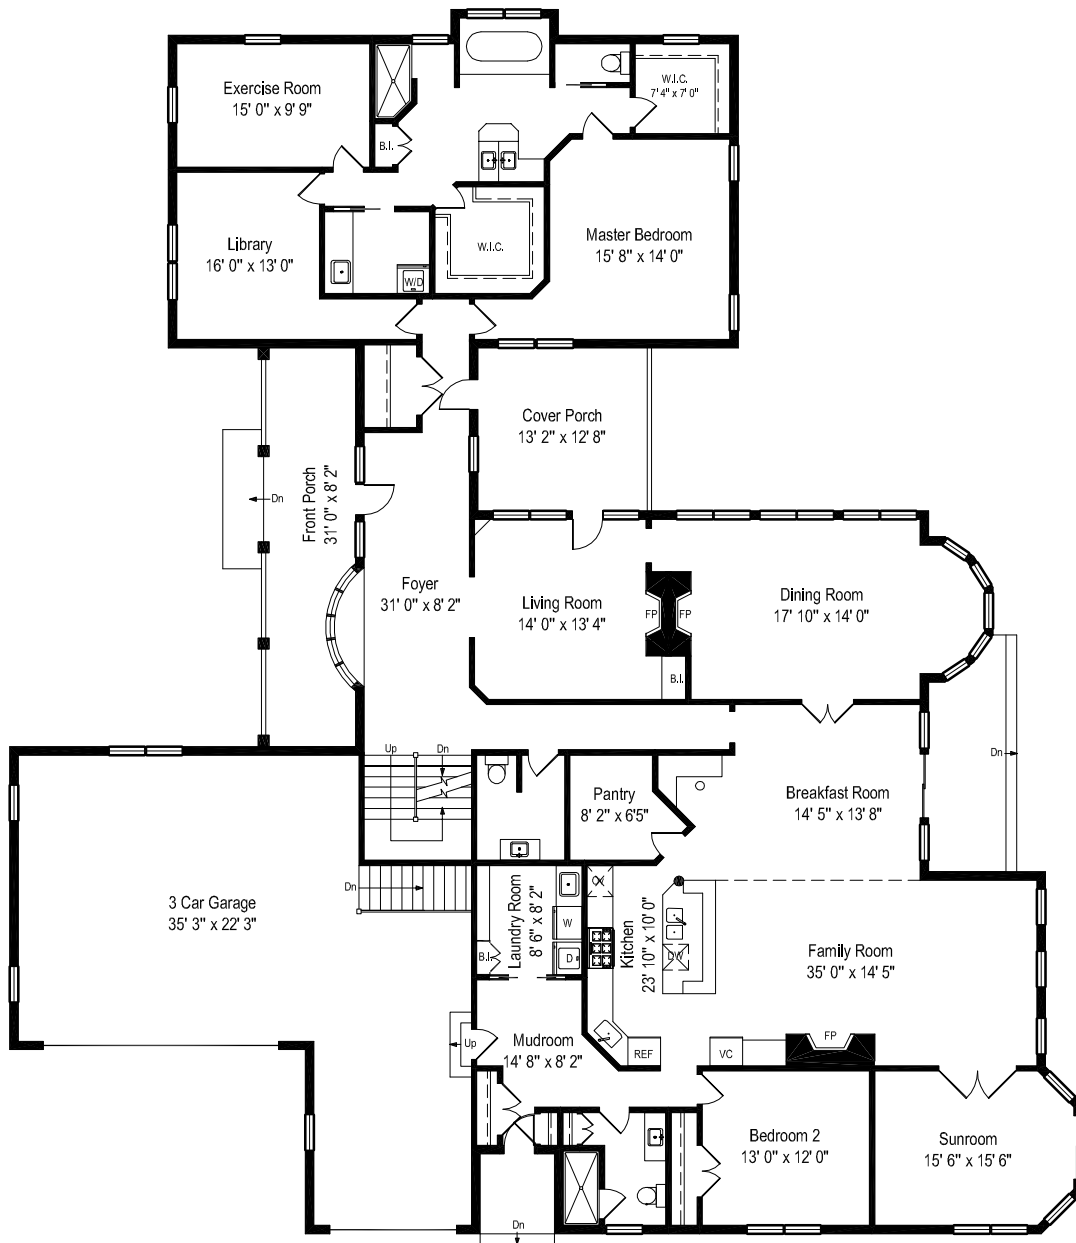 Exercise Room
15' 0" x 9' 9"
W.I.C.
7' 4" x 7' 0"
B.I.
Library
16' 0" x 13' 0"
W.I.C.
W/D
Master Bedroom
15' 8" x 14' 0"
Cover Porch
13' 2" x 12' 8"
Front Porch
31' 0" x 8' 2"
Dn
Foyer
31' 0" x 8' 2"
Living Room
14' 0" x 13' 4"
FP
FP
B.I.
Dining Room
17' 10" x 14' 0"
Up
Dn
Dn
Pantry
8' 2" x 6'5"
Breakfast Room
14' 5" x 13' 8"
3 Car Garage
35' 3" x 22' 3"
Dn
Laundry Room
8' 6" x 8' 2"
W
D
B.I.
Kitchen
23' 10" x 10' 0"
DW
Family Room
35' 0" x 14' 5"
Up
Mudroom
14' 8" x 8' 2"
REF
VC
FP
Bedroom 2
13' 0" x 12' 0"
Sunroom
15' 6" x 15' 6"
Dn